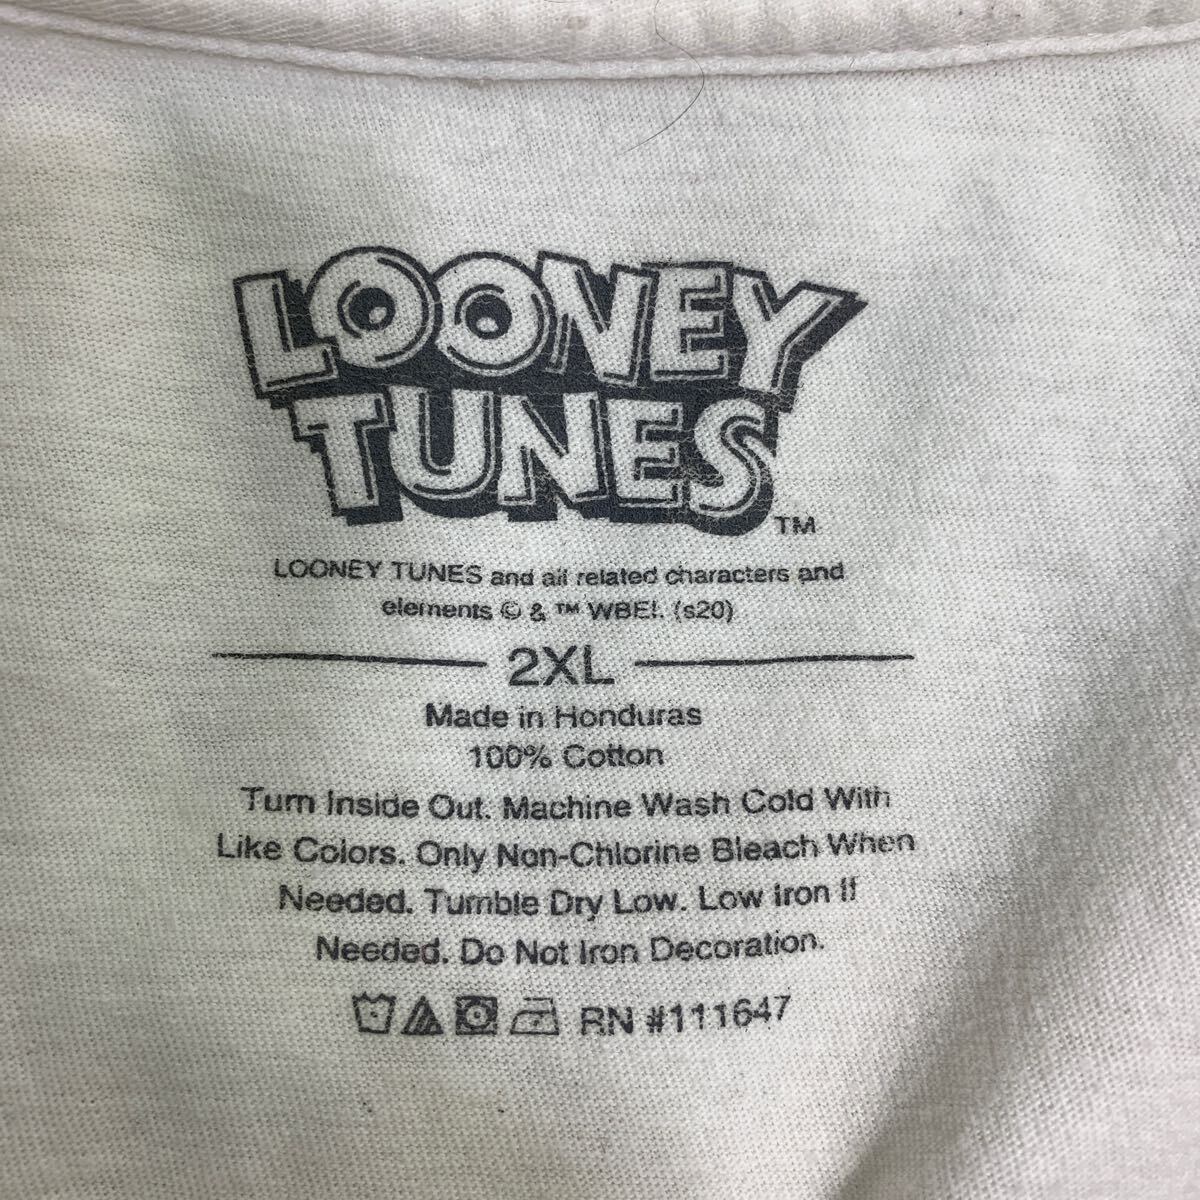 LOONEY
TUNES
TM
LOONEY TUNES and all related characters and
elements © & ™ WBEI. (s20)
2XL
Made in Honduras
100% Cotton
Turn Inside Out. Machine Wash Cold With
Like Colors. Only Non-Chlorine Bleach When
Needed. Tumble Dry Low. Low Iron If
Needed. Do Not Iron Decoration.
RN #111647